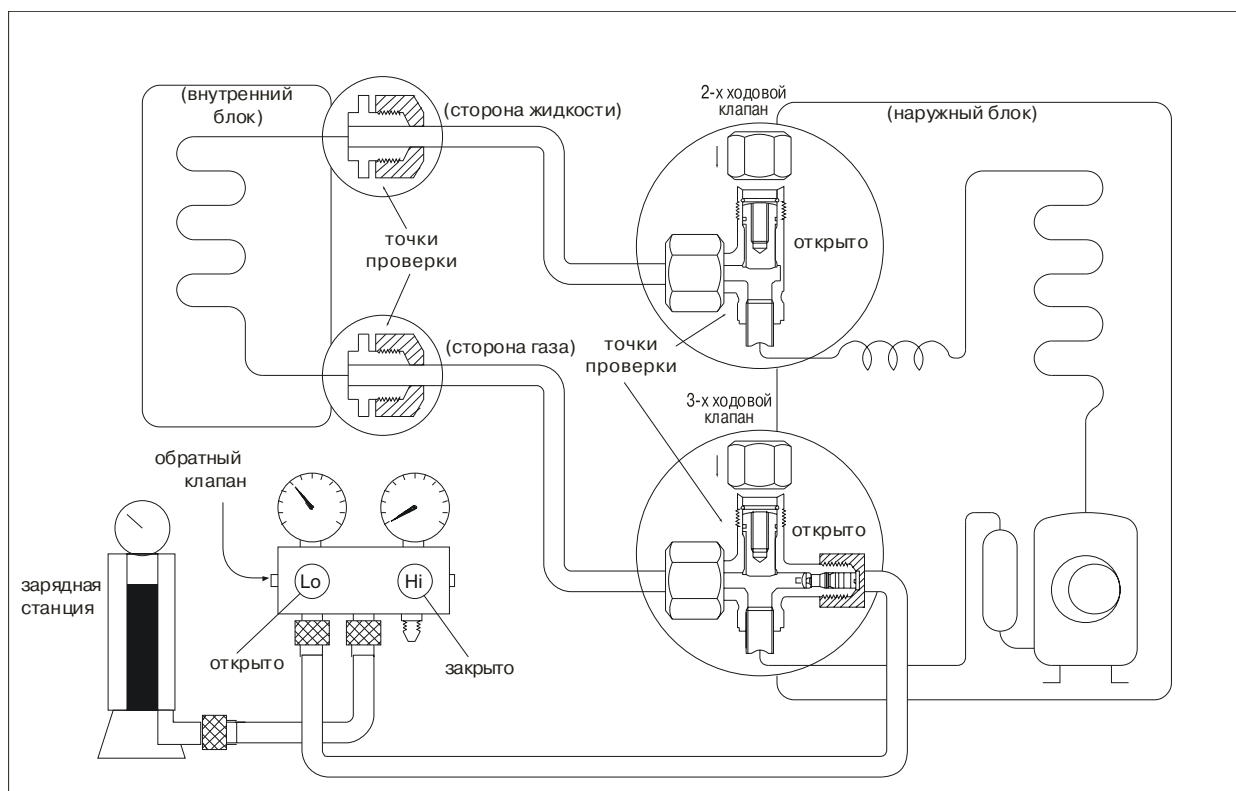 (внутренний
блок)
(сторона жидкости)
2-х ходовой
клапан
(наружный блок)
точки
проверки
открыто
(сторона газа)
точки
проверки
3-х ходовой
клапан
обратный
клапан
открыто
зарядная
станция
Lo
Hi
открыто
закрыто